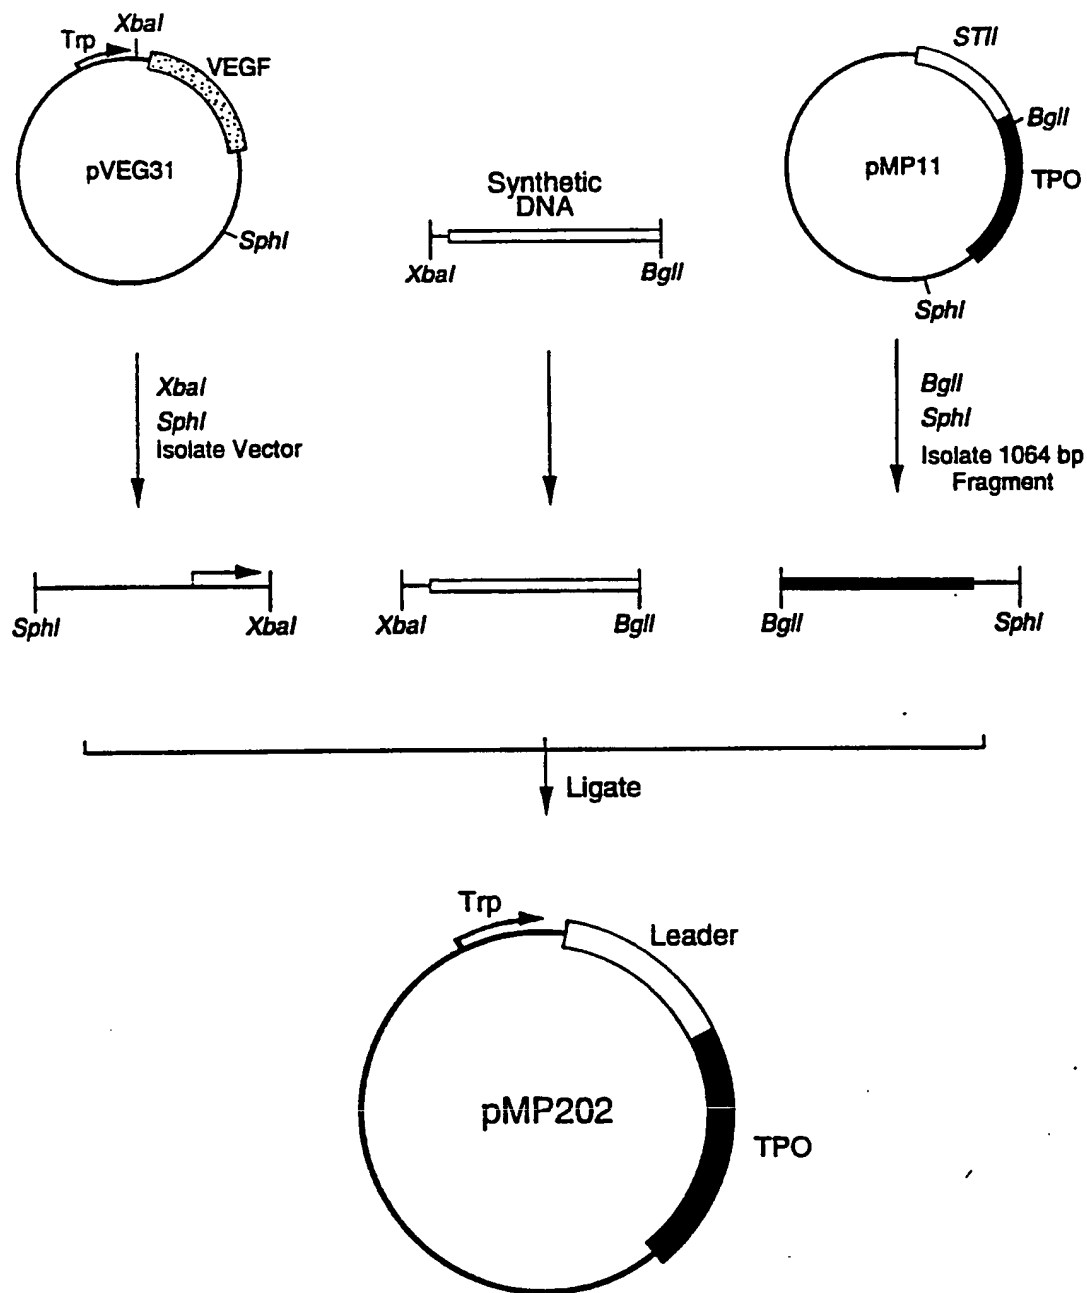 XbaI
Trp
VEGF
pVEG31
SphI
Synthetic
DNA
XbaI
BglI
STII
BglI
pMP11
TPO
SphI
XbaI
SphI
Isolate Vector
BglI
SphI
Isolate 1064 bp
Fragment
SphI
XbaI
XbaI
BglI
BglI
SphI
Ligate
Trp
Leader
pMP202
TPO